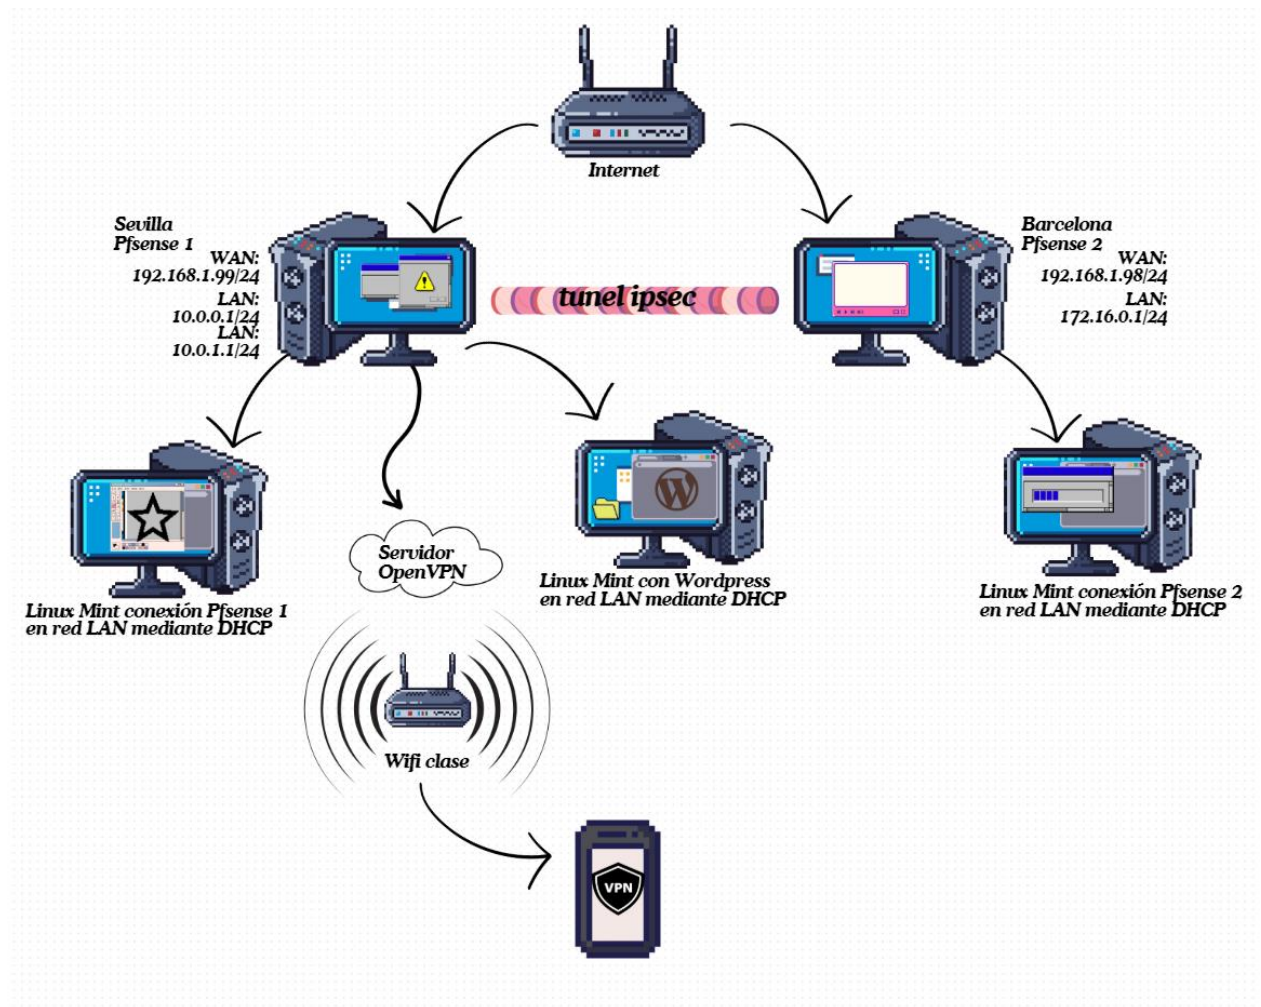 Internet
Sevilla
Pfsense 1
WAN:
192.168.1.99/24
LAN:
10.0.0.1/24
LAN:
10.0.1.1/24
tunel ipsec
Barcelona
Pfsense 2
WAN:
192.168.1.98/24
LAN:
172.16.0.1/24
Linux Mint conexión Pfsense 1
en red LAN mediante DHCP
Servidor
OpenVPN
Linux Mint con Wordpress
en red LAN mediante DHCP
Linux Mint conexión Pfsense 2
en red LAN mediante DHCP
Wifi clase
VPN